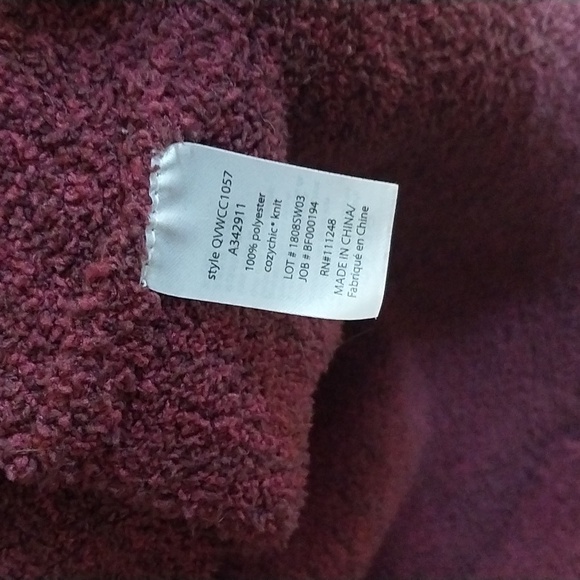 style QVWCC1057
A342911
100% polyester
cozychic* knit
LOT # 1808SW03
JOB # BF000194
RN#111248
MADE IN CHINA/
Fabriqué en Chine